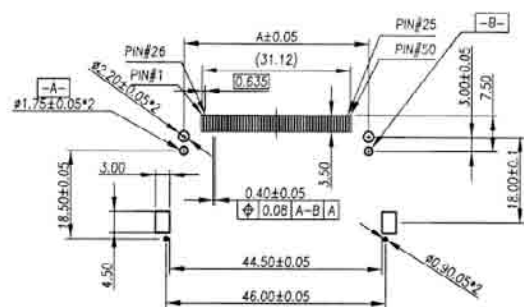 A±0.05
-B-
PIN#26
PIN#25
(31.12)
PIN#1
PIN#50
0.635
-A-
Ø2.20±0.05*2
Ø1.75±0.05*2
3.00±0.05
7.50
3.00
3.50
18.50±0.05
0.40±0.05
18.00±0.1
⌖ 0.08 A-B A
4.50
44.50±0.05
Ø0.90.05*2
46.00±0.05